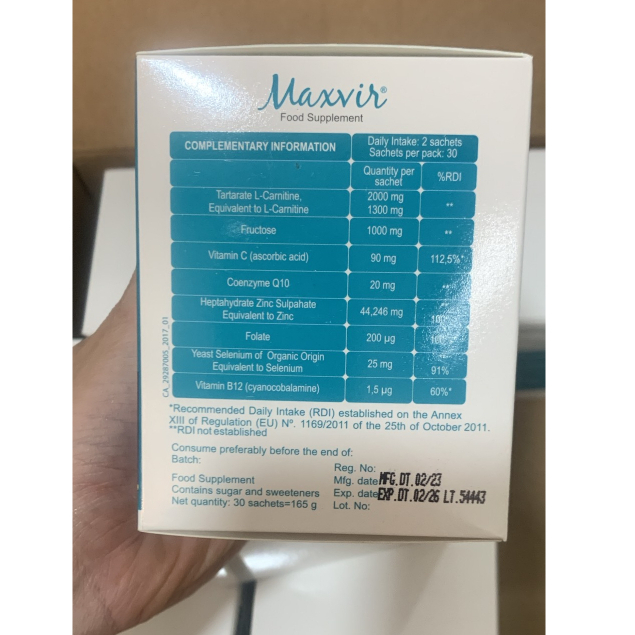 Maxvir®
Food Supplement
COMPLEMENTARY INFORMATION
Daily Intake: 2 sachets
Sachets per pack: 30
Quantity per
sachet
%RDI
Tartarate L-Carnitine,
Equivalent to L-Carnitine
2000 mg
1300 mg
**
Fructose
1000 mg
**
Vitamin C (ascorbic acid)
90 mg
112,5%*
Coenzyme Q10
20 mg
**
Heptahydrate Zinc Sulpahate
Equivalent to Zinc
44,246 mg
Folate
200 µg
Yeast Selenium of Organic Origin
Equivalent to Selenium
25 mg
91%
Vitamin B12 (cyanocobalamine)
1,5 µg
60%*
CA_29287005_2017_01
*Recommended Daily Intake (RDI) established on the Annex
XIII of Regulation (EU) Nº. 1169/2011 of the 25th of October 2011.
**RDI not established
Consume preferably before the end of:
Batch:
Food Supplement
Contains sugar and sweeteners
Net quantity: 30 sachets=165 g
Reg. No:
Mfg. date MFG.DT.02/23
Exp. date EXP.DT.02/26 LT.54443
Lot. No: